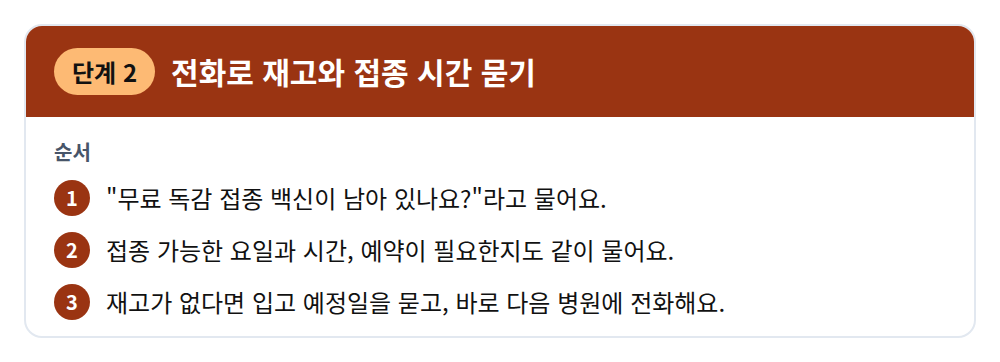 단계 2 전화로 재고와 접종 시간 묻기
순서
1 "무료 독감 접종 백신이 남아 있나요?"라고 물어요.
2 접종 가능한 요일과 시간, 예약이 필요한지도 같이 물어요.
3 재고가 없다면 입고 예정일을 묻고, 바로 다음 병원에 전화해요.